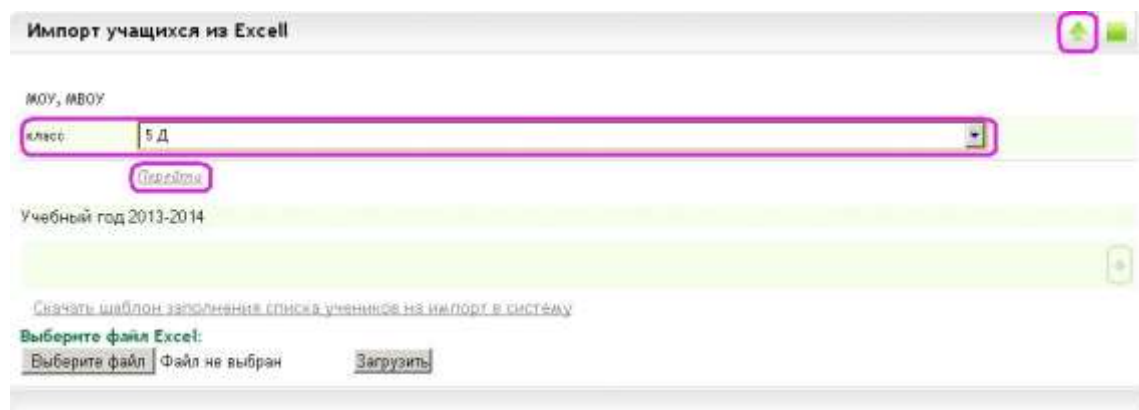 Импорт учащихся из Excell
МОУ, МВОУ
класс 5 Д
Перейти
Учебный год 2013-2014
Скачать шаблон заполнения списка учеников на импорт в систему
Выберите файл Excel:
Выберите файл Файл не выбран Загрузить